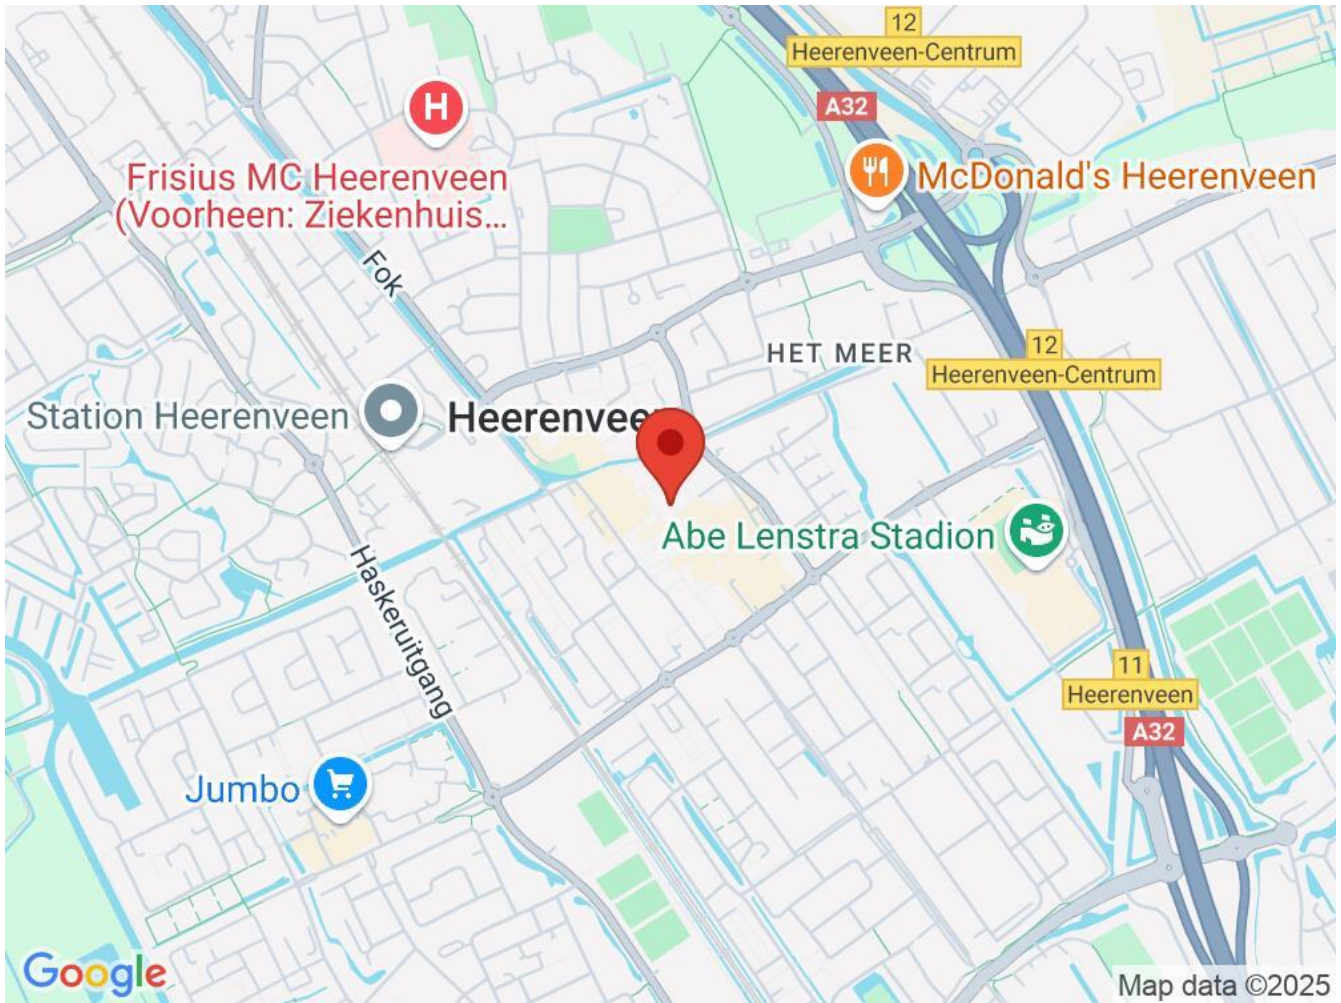 12
Heerenveen-Centrum
A32
H
McDonald's Heerenveen
Frisius MC Heerenveen
(Voorheen: Ziekenhuis...
Fok
HET MEER
12
Heerenveen-Centrum
Station Heerenveen
Heerenveen
Abe Lenstra Stadion
Haskeruitgang
11
Heerenveen
A32
Jumbo
Google
Map data ©2025